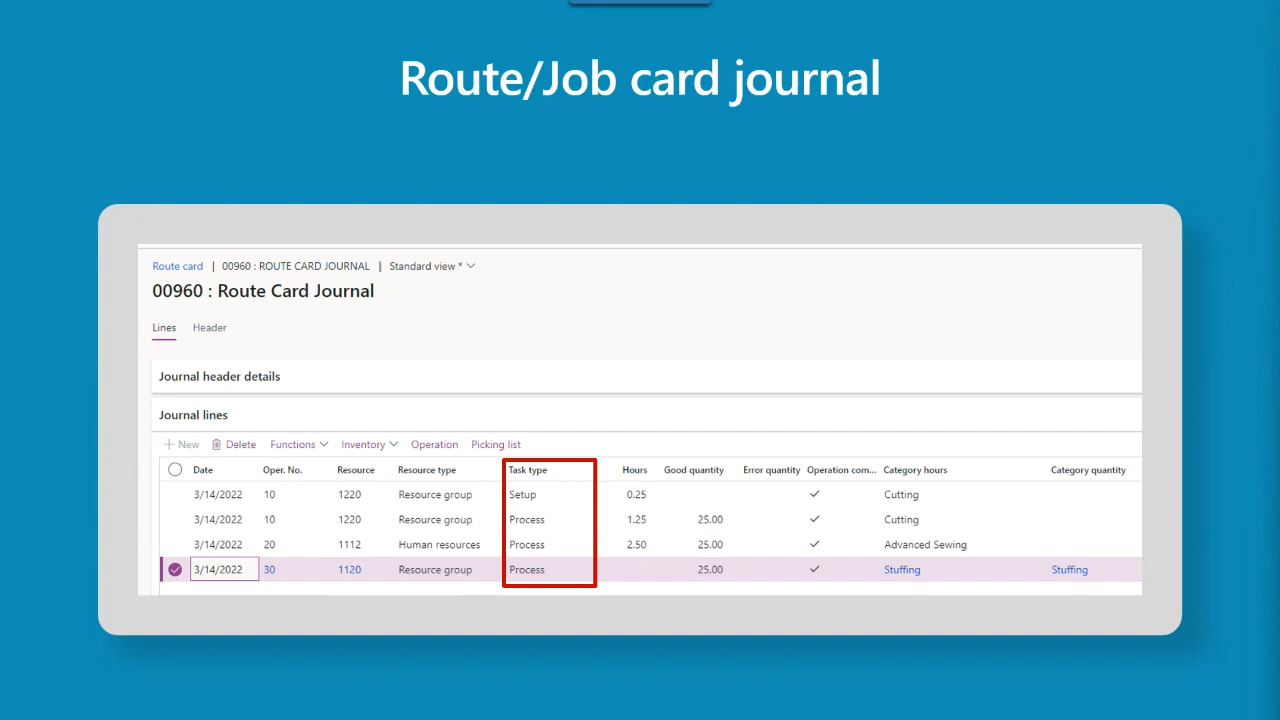 Route/Job card journal
Route card | 00960 : ROUTE CARD JOURNAL | Standard view *
00960 : Route Card Journal
Lines Header
Journal header details
Journal lines
New Delete Functions Inventory Operation Picking list
Date Oper. No. Resource Resource type Task type Hours Good quantity Error quantity Operation com... Category hours Category quantity
3/14/2022 10 1220 Resource group Setup 0.25 Cutting
3/14/2022 10 1220 Resource group Process 1.25 25.00 Cutting
3/14/2022 20 1112 Human resources Process 2.50 25.00 Advanced Sewing
3/14/2022 30 1120 Resource group Process 25.00 Stuffing Stuffing